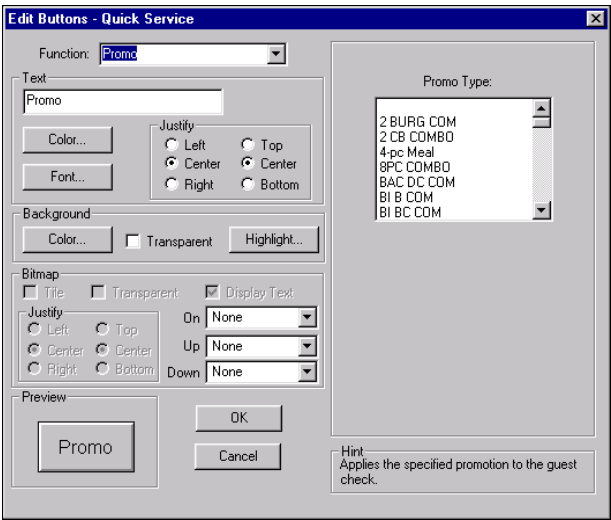 Edit Buttons - Quick Service
Function: Promo
Text
Promo
Color...
Font...
Justify
Left
Top
Center
Center
Right
Bottom
Background
Color...
Transparent
Highlight...
Bitmap
Tile
Transparent
Display Text
Justify
Left
Top
Center
Center
Right
Bottom
On None
Up None
Down None
Preview
Promo
OK
Cancel
Promo Type:
2 BURG COM
2 CB COMBO
4-pc Meal
8PC COMBO
BAC DC COM
BI B COM
BI BC COM
Hint
Applies the specified promotion to the guest
check.